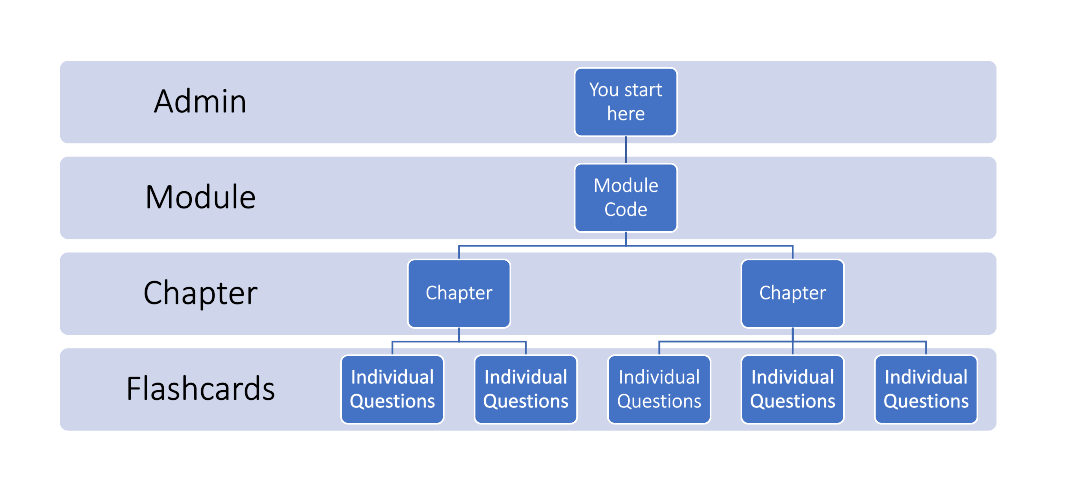 Admin
You start
here
Module
Module
Code
Chapter
Chapter
Chapter
Flashcards
Individual
Questions
Individual
Questions
Individual
Questions
Individual
Questions
Individual
Questions